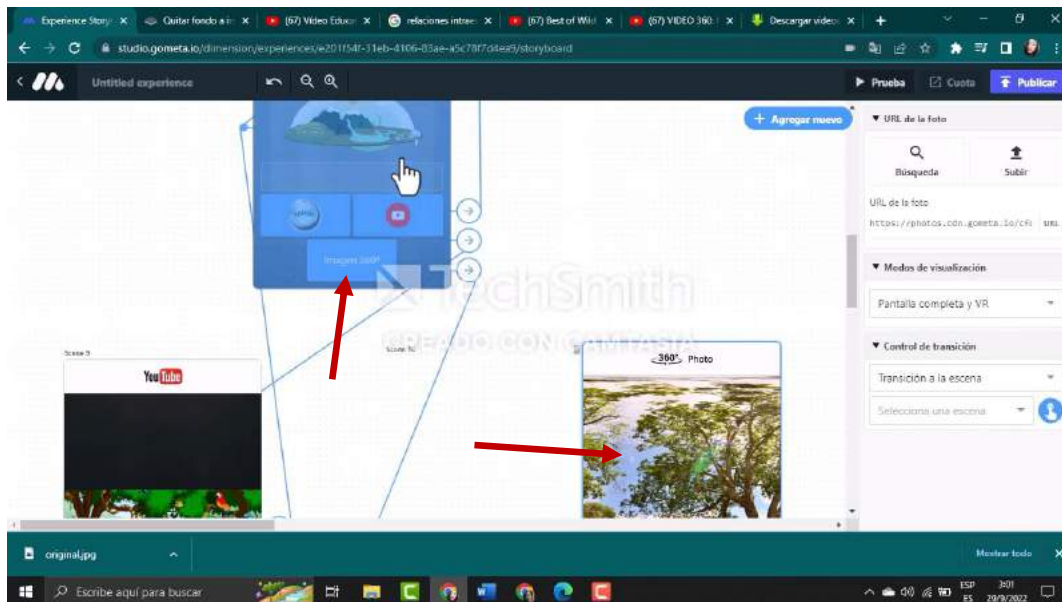 Experience Story
Quitar fondo a i
(67) Video Educa
relaciones intrae
(67) Best of Wil
(67) VIDEO 360:
Descargar video
studio.gometa.io/dimension/experiences/e201f54f-31eb-4106-83ae-a5c78f7d4ea9/storyboard
Untitled experience
Prueba
Cuota
Publicar
+ Agregar nuevo
URL de la foto
Búsqueda
Subir
URL de la foto
https://photos.cdn.gometa.io/cf
URL
Imagen 360°
Modos de visualización
TechSmith
Pantalla completa y VR
CREADO CON CAMTASIA
Scene 9
Scene 10
Control de transición
YouTube
360° Photo
Transición a la escena
Selecciona una escena
original.jpg
Mostrar todo
Escribe aquí para buscar
ESP
ES
3:01
29/9/2022